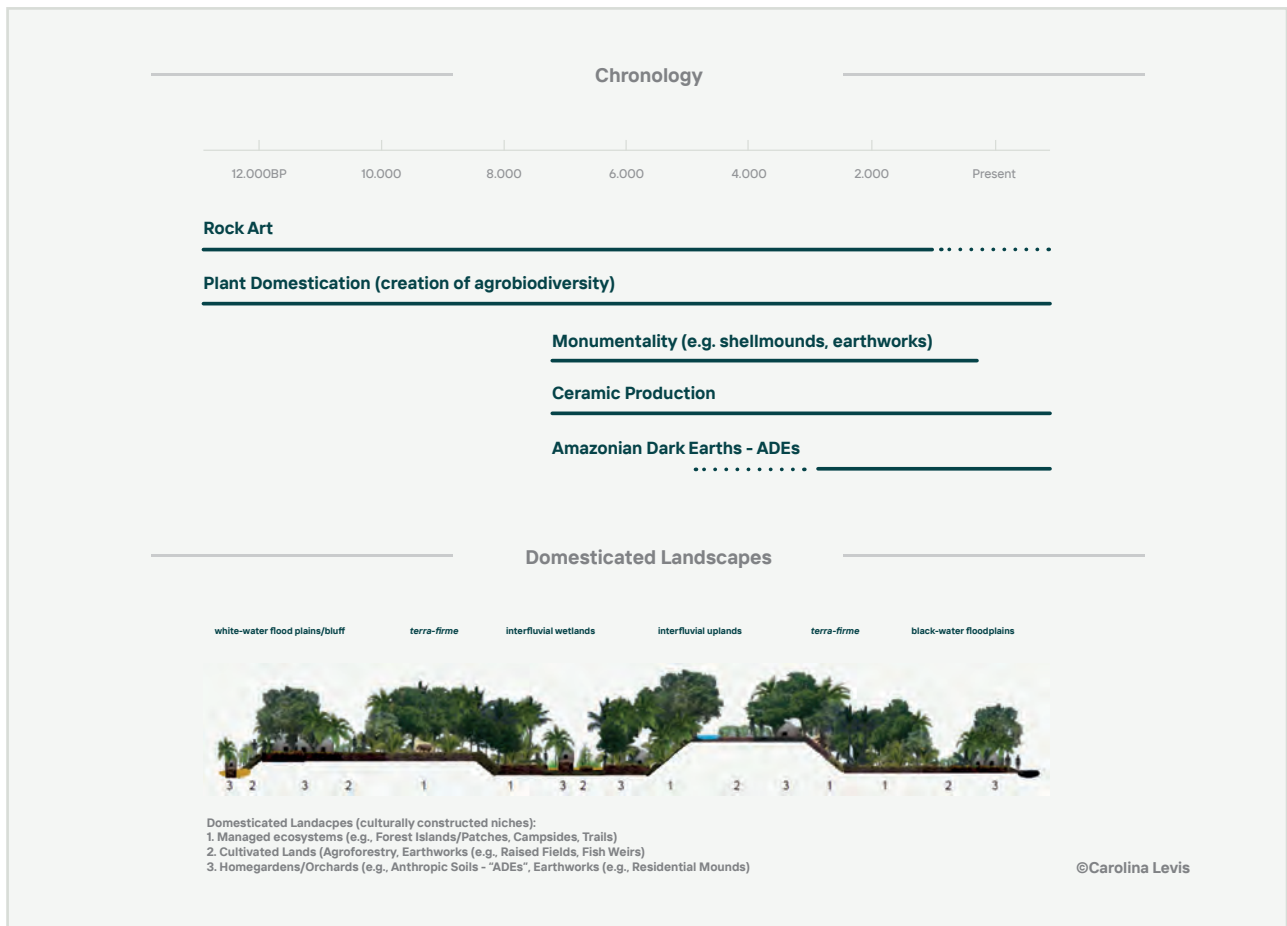 Chronology
12.000BP 10.000 8.000 6.000 4.000 2.000 Present
Rock Art
Plant Domestication (creation of agrobiodiversity)
Monumentality (e.g. shellmounds, earthworks)
Ceramic Production
Amazonian Dark Earths - ADEs
Domesticated Landscapes
white-water flood plains/bluff terra-firme interfluvial wetlands interfluvial uplands terra-firme black-water floodplains
3 2 3 2 1 1 3 2 3 1 2 3 1 1 2 3
Domesticated Landacpes (culturally constructed niches):
1. Managed ecosystems (e.g., Forest Islands/Patches, Campsides, Trails)
2. Cultivated Lands (Agroforestry, Earthworks (e.g., Raised Fields, Fish Weirs)
3. Homegardens/Orchards (e.g., Anthropic Soils - "ADEs", Earthworks (e.g., Residential Mounds)
©Carolina Levis